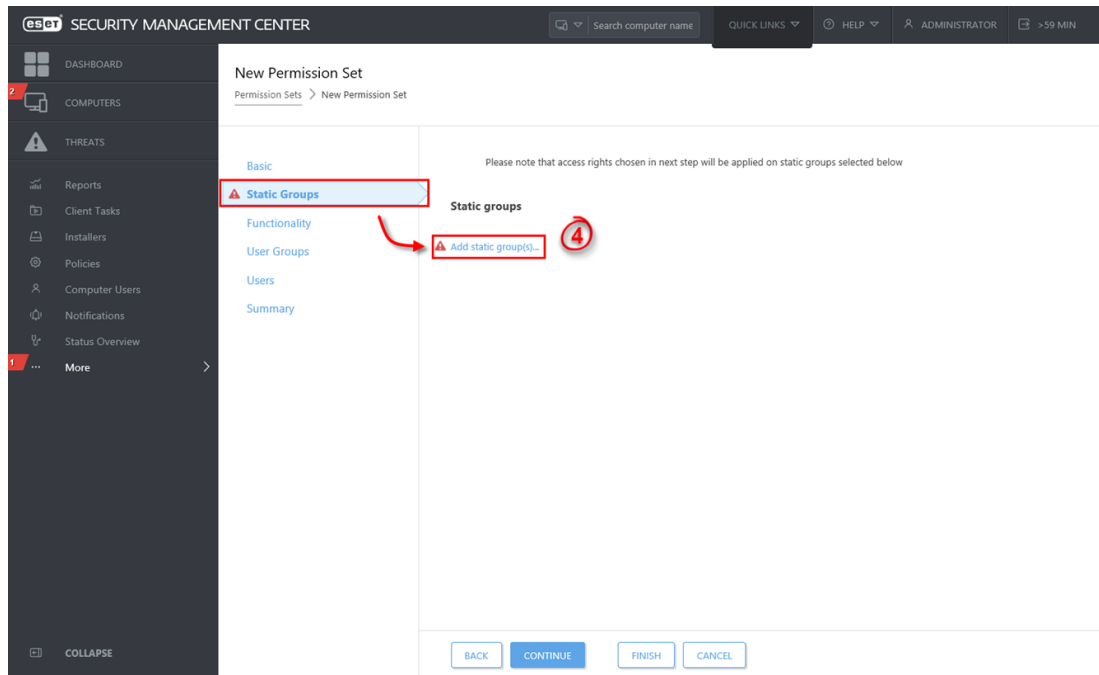 eset SECURITY MANAGEMENT CENTER
Search computer name
QUICK LINKS
HELP
ADMINISTRATOR
>59 MIN
DASHBOARD
2
COMPUTERS
THREATS
Reports
Client Tasks
Installers
Policies
Computer Users
Notifications
Status Overview
1
... More
COLLAPSE
New Permission Set
Permission Sets > New Permission Set
Basic
Static Groups
Functionality
User Groups
Users
Summary
Please note that access rights chosen in next step will be applied on static groups selected below
Static groups
Add static group(s)...
4
BACK
CONTINUE
FINISH
CANCEL